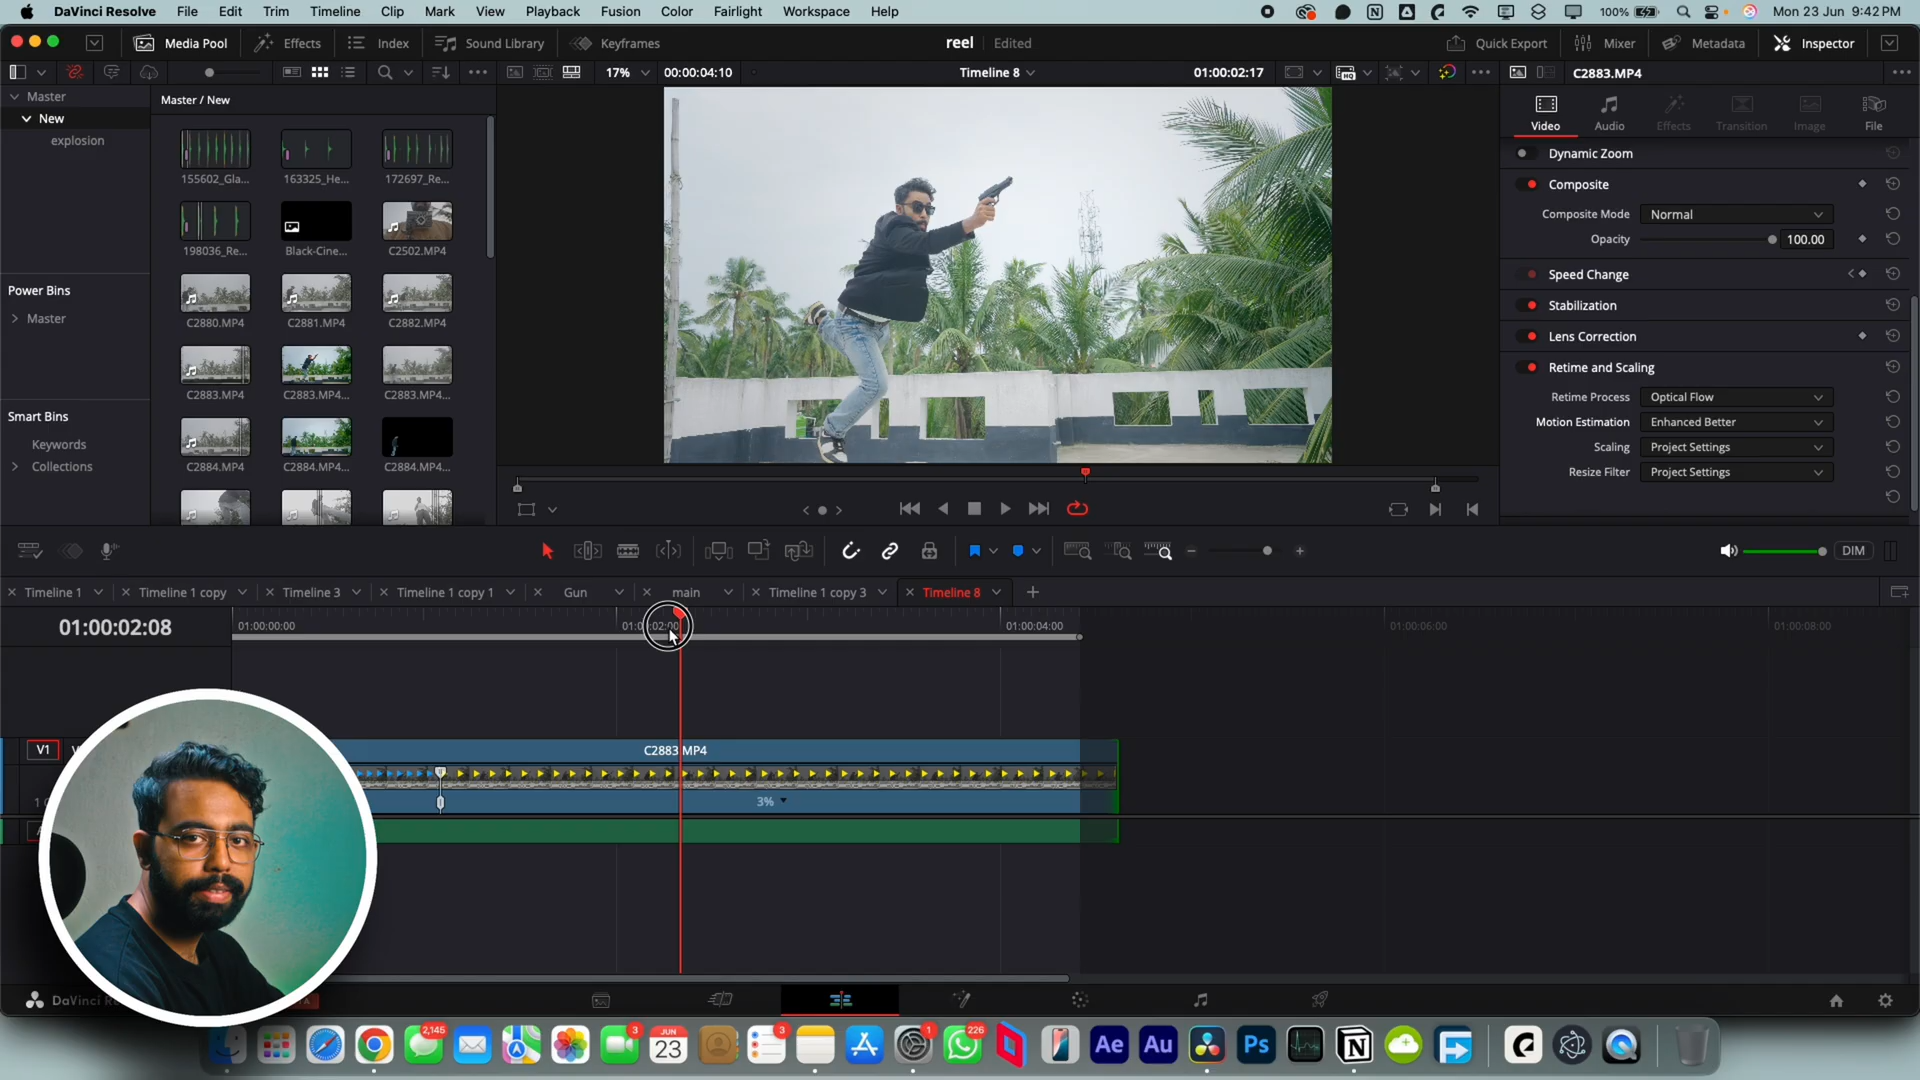 DaVinci Resolve File Edit Trim Timeline Clip Mark View Playback Fusion Color Fairlight Workspace Help 100% Mon 23 Jun 9:42 PM
Media Pool Effects Index Sound Library Keyframes reel Edited Quick Export Mixer Metadata Inspector
17% 00:00:04:10 Timeline 8 01:00:02:17 C2883.MP4
Master Master / New
New
explosion
155602_Gla... 163325_He... 172697_Re...
198036_Re... Black-Cine... C2502.MP4
C2880.MP4 C2881.MP4 C2882.MP4
C2883.MP4 C2883.MP4... C2883.MP4...
C2884.MP4 C2884.MP4... C2884.MP4...
Power Bins
Master
Smart Bins
Keywords
Collections
Video Audio Effects Transition Image File
Dynamic Zoom
Composite
Composite Mode Normal
Opacity 100.00
Speed Change
Stabilization
Lens Correction
Retime and Scaling
Retime Process Optical Flow
Motion Estimation Enhanced Better
Scaling Project Settings
Resize Filter Project Settings
DIM
Timeline 1 Timeline 1 copy Timeline 3 Timeline 1 copy 1 Gun main Timeline 1 copy 3 Timeline 8
01:00:02:08 01:00:00:00 01:00:02:00 01:00:04:00 01:00:06:00 01:00:08:00
V1 C2883.MP4
3%
DaVinci
2,145 3 JUN 23 3 1 226 Ae Au Ps